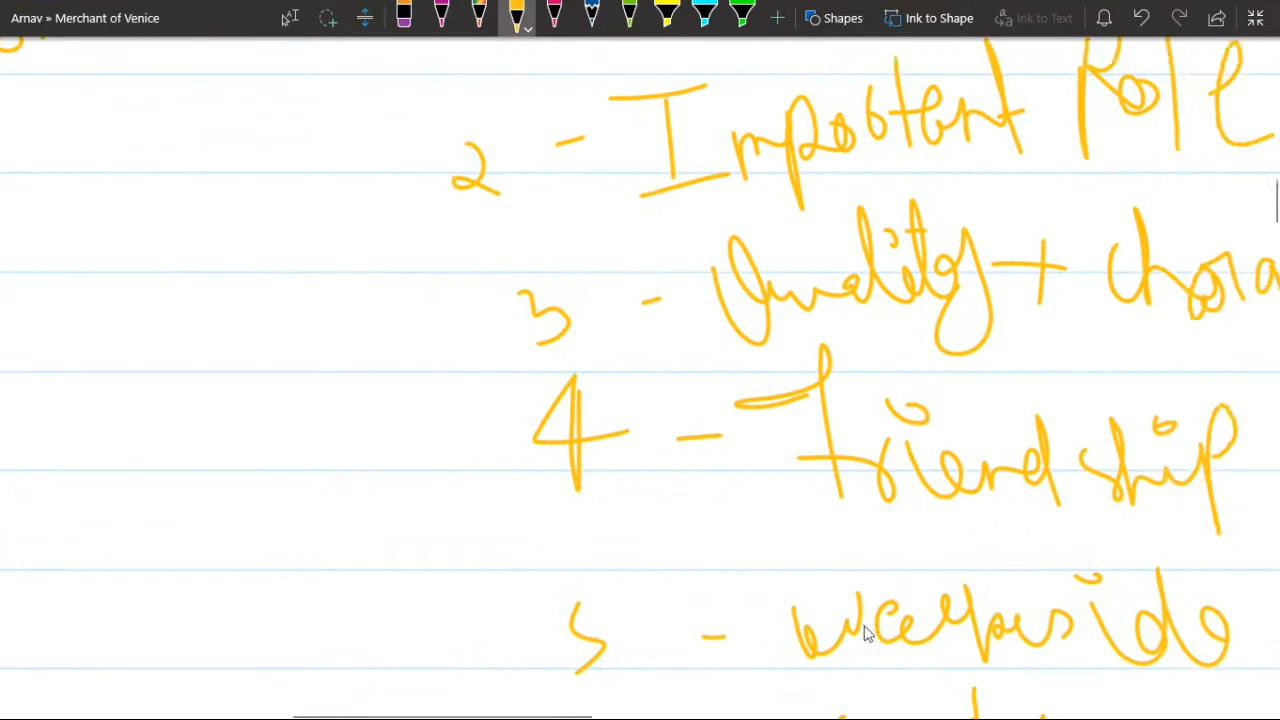 Arnav » Merchant of Venice
Shapes
Ink to Shape
Ink to Text
2 - Important Role
3 - Quality + Chara
4 - Friendship
5 -